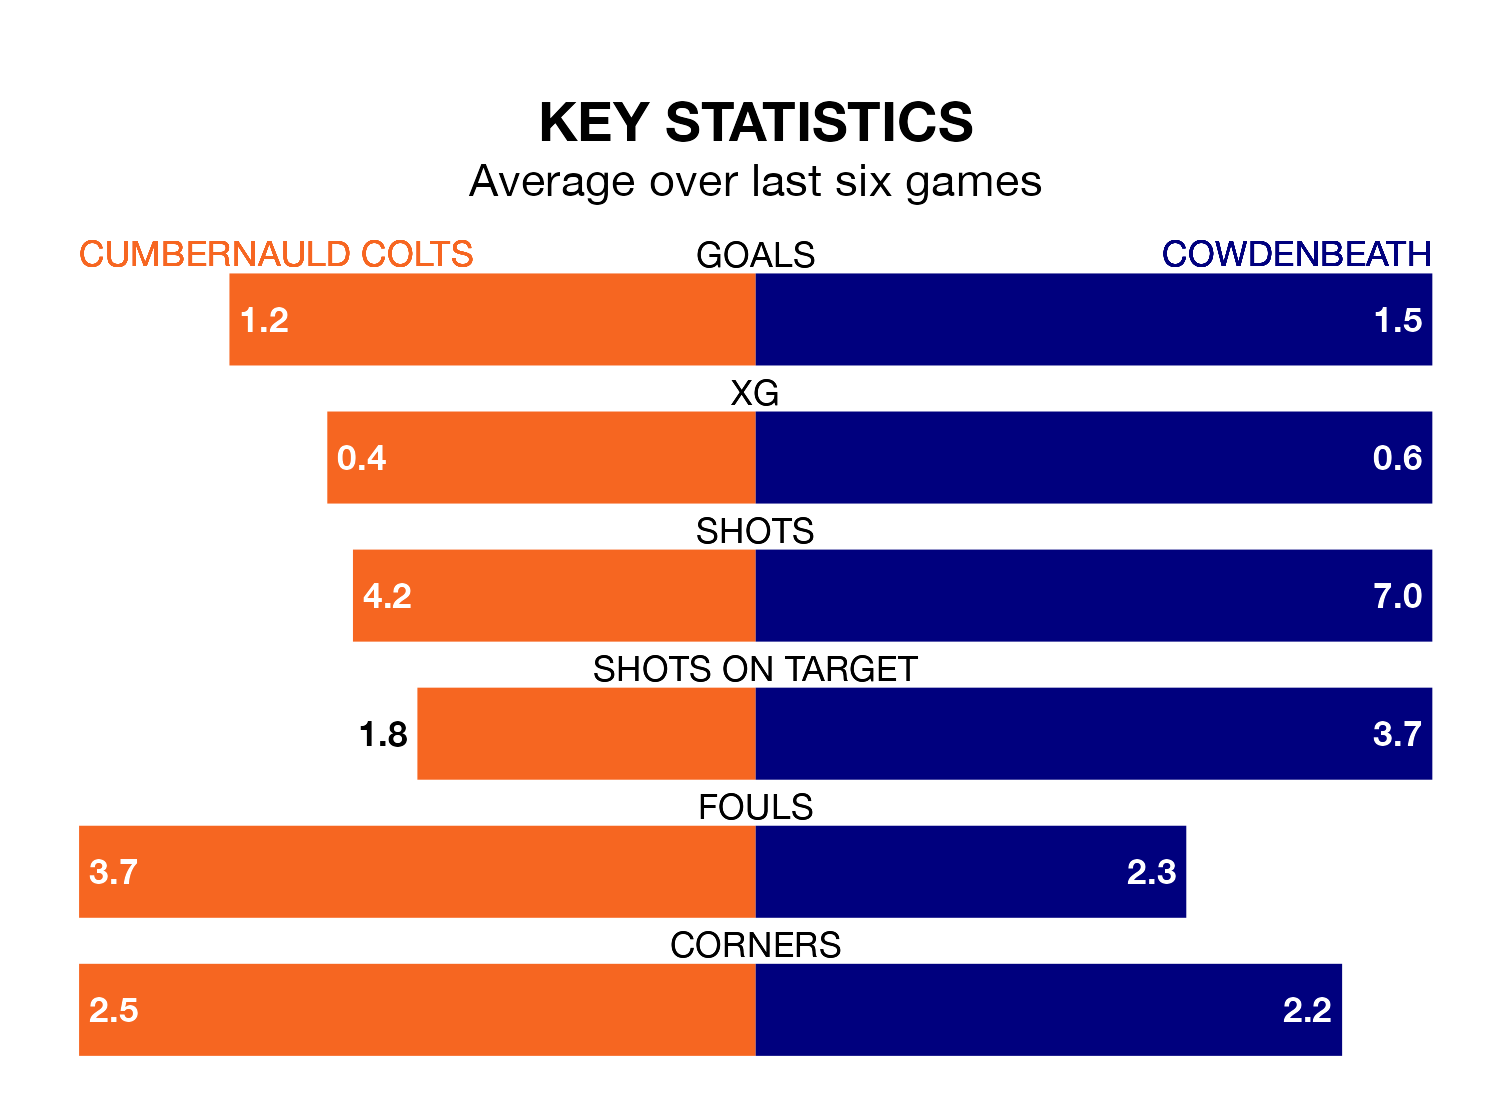 KEY STATISTICS
Average over last six games
CUMBERNAULD COLTS GOALS COWDENBEATH
1.2 1.5
XG
0.4 0.6
SHOTS
4.2 7.0
SHOTS ON TARGET
1.8 3.7
FOULS
3.7 2.3
CORNERS
2.5 2.2